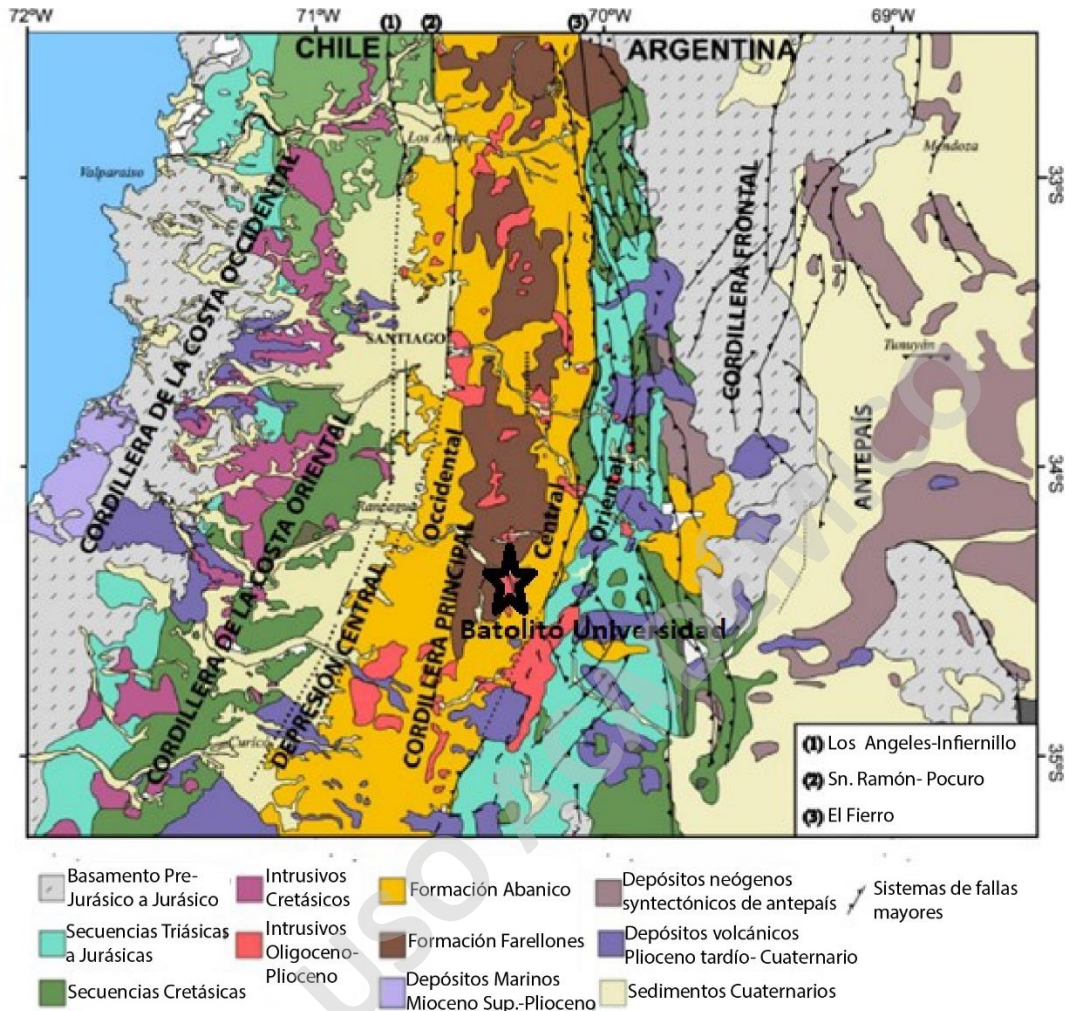 72°W 71°W (1) (2) (3) 70°W 69°W
CHILE ARGENTINA
Los Andes
Mendoza
Valparaiso
33°S
CORDILLERA DE LA COSTA OCCIDENTAL
CORDILLERA FRONTAL
SANTIAGO
Tunuyán
CORDILLERA DE LA COSTA ORIENTAL
ANTEPAÍS
34°S
Rancagua
Occidental
Central
Oriental
CORDILLERA PRINCIPAL
Batolito Universidad
DEPRESIÓN CENTRAL
Curicó
35°S
(1) Los Angeles-Infiernillo
(2) Sn. Ramón- Pocuro
(3) El Fierro
Basamento Pre-
Jurásico a Jurásico
Secuencias Triásicas
a Jurásicas
Secuencias Cretásicas
Intrusivos
Cretásicos
Intrusivos
Oligoceno-
Plioceno
Formación Abanico
Formación Farellones
Depósitos Marinos
Mioceno Sup.-Plioceno
Depósitos neógenos
syntectónicos de antepaís
Depósitos volcánicos
Plioceno tardío- Cuaternario
Sedimentos Cuaternarios
Sistemas de fallas
mayores
USO ACADÉMICO